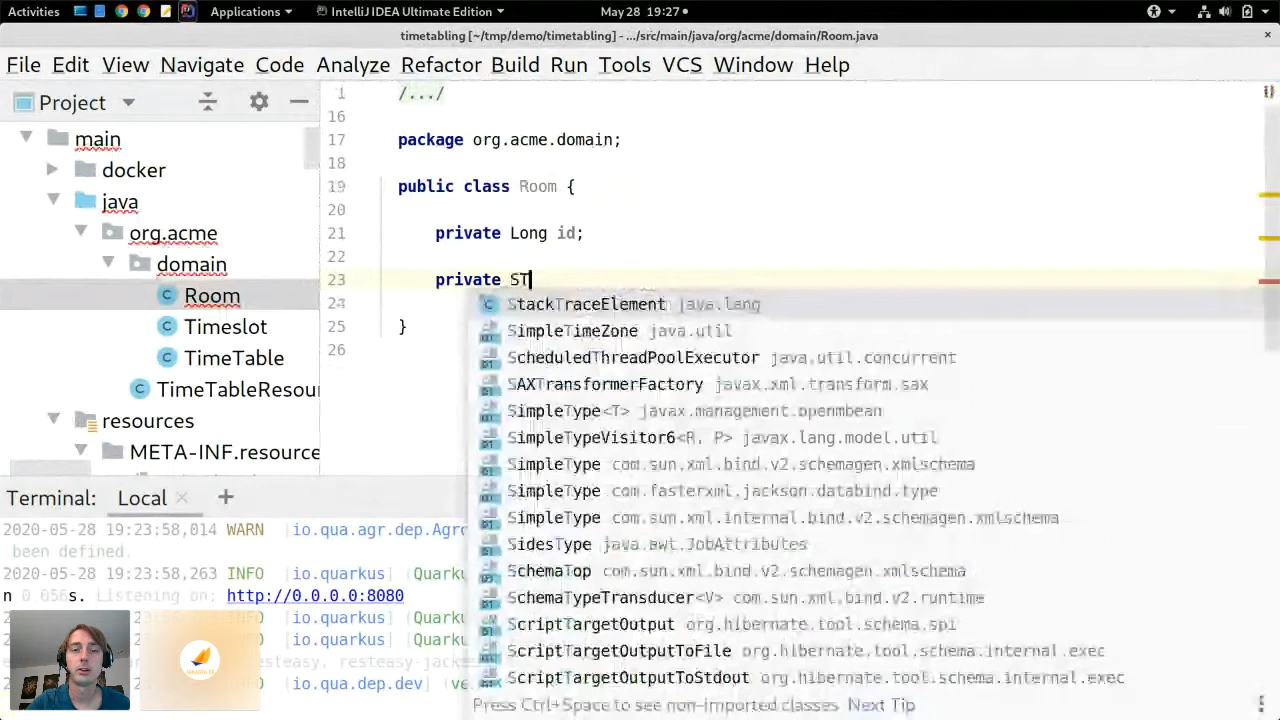 Activities Applications IntelliJ IDEA Ultimate Edition May 28 19:27
timetabling [~/tmp/demo/timetabling] - .../src/main/java/org/acme/domain/Room.java
File Edit View Navigate Code Analyze Refactor Build Run Tools VCS Window Help
Project
main
docker
java
org.acme
domain
Room
Timeslot
TimeTable
TimeTableResou
resources
META-INF.resource
1 /.../
16
17 package org.acme.domain;
18
19 public class Room {
20
21 private Long id;
22
23 private ST
24
25 }
26
StackTraceElement java.lang
SimpleTimeZone java.util
ScheduledThreadPoolExecutor java.util.concurrent
SAXTransformerFactory javax.xml.transform.sax
SimpleType<T> javax.management.openmbean
SimpleTypeVisitor6<R, P> javax.lang.model.util
SimpleType com.sun.xml.bind.v2.schemagen.xmlschema
SimpleType com.fasterxml.jackson.databind.type
SimpleType com.sun.xml.internal.bind.v2.schemagen.xmlschema
SidesType java.awt.JobAttributes
SchemaTop com.sun.xml.bind.v2.schemagen.xmlschema
SchemaTypeTransducer<V> com.sun.xml.bind.v2.runtime
ScriptTargetOutput org.hibernate.tool.schema.spi
ScriptTargetOutputToFile org.hibernate.tool.schema.internal.exec
ScriptTargetOutputToStdout org.hibernate.tool.schema.internal.exec
Press Ctrl+Space to see non-imported classes Next Tip
Terminal: Local
2020-05-28 19:23:58,014 WARN [io.qua.agr.dep.Agro
been defined.
2020-05-28 19:23:58,263 INFO [io.quarkus] (Quark
n 0.056s. Listening on: http://0.0.0.0:8080
INFO [io.quarkus] (Quark
[io.quarkus] (Quark
esteasy, resteasy-jack
[io.qua.dep.dev] (ve